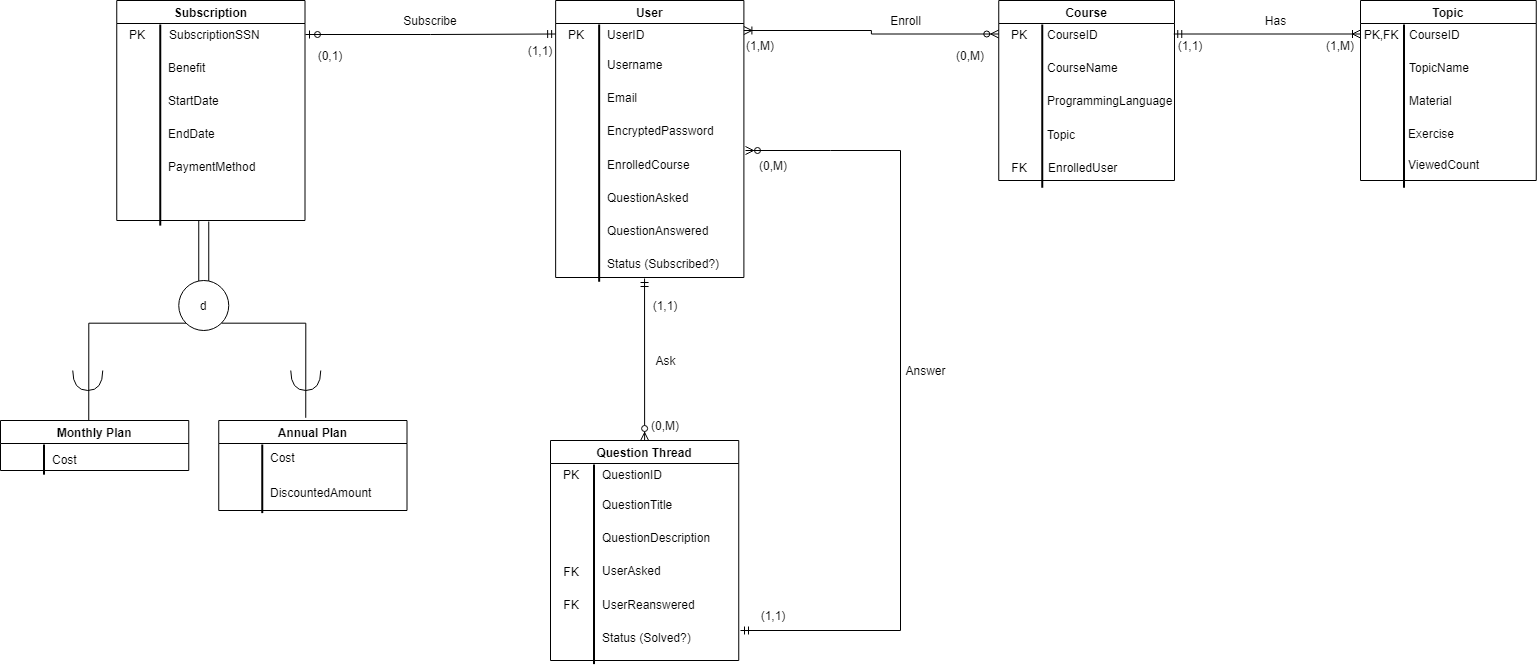 Subscription
PK SubscriptionSSN
Benefit
StartDate
EndDate
PaymentMethod
(0,1)
Subscribe
(1,1)
User
PK UserID
Username
Email
EncryptedPassword
EnrolledCourse
QuestionAsked
QuestionAnswered
Status (Subscribed?)
(1,M)
Enroll
(0,M)
Course
PK CourseID
CourseName
ProgrammingLanguage
Topic
FK EnrolledUser
(1,1)
Has
(1,M)
Topic
PK,FK CourseID
TopicName
Material
Exercise
ViewedCount
(0,M)
Answer
(1,1)
(1,1)
Ask
(0,M)
d
Monthly Plan
Cost
Annual Plan
Cost
DiscountedAmount
Question Thread
PK QuestionID
QuestionTitle
QuestionDescription
FK UserAsked
FK UserReanswered
Status (Solved?)